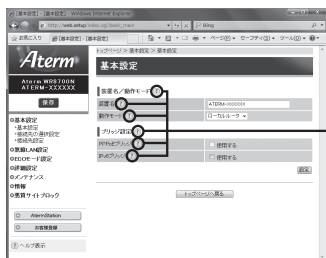 [基本設定]-[基本設定] - Windows Internet Explorer
http://web.setup/index.cgi/basic_main
Bing
お気に入り
[基本設定]-[基本設定]
ページ(P)
セーフティ(S)
ツール(O)
トップページ > 基本設定 > 基本設定
Aterm
Aterm WR8700N
ATERM-XXXXXX
保存
基本設定
・基本設定
・接続先の選択設定
・接続先設定
無線LAN設定
ECOモード設定
詳細設定
メンテナンス
情報
悪質サイトブロック
AtermStation
お客様登録
? ヘルプ表示
基本設定
装置名/動作モード ?
装置名 ?
ATERM-XXXXXX
動作モード ?
ローカルルータ
ブリッジ設定 ?
PPPoEブリッジ ?
使用する
IPv6ブリッジ ?
使用する
設定
トップページへ戻る